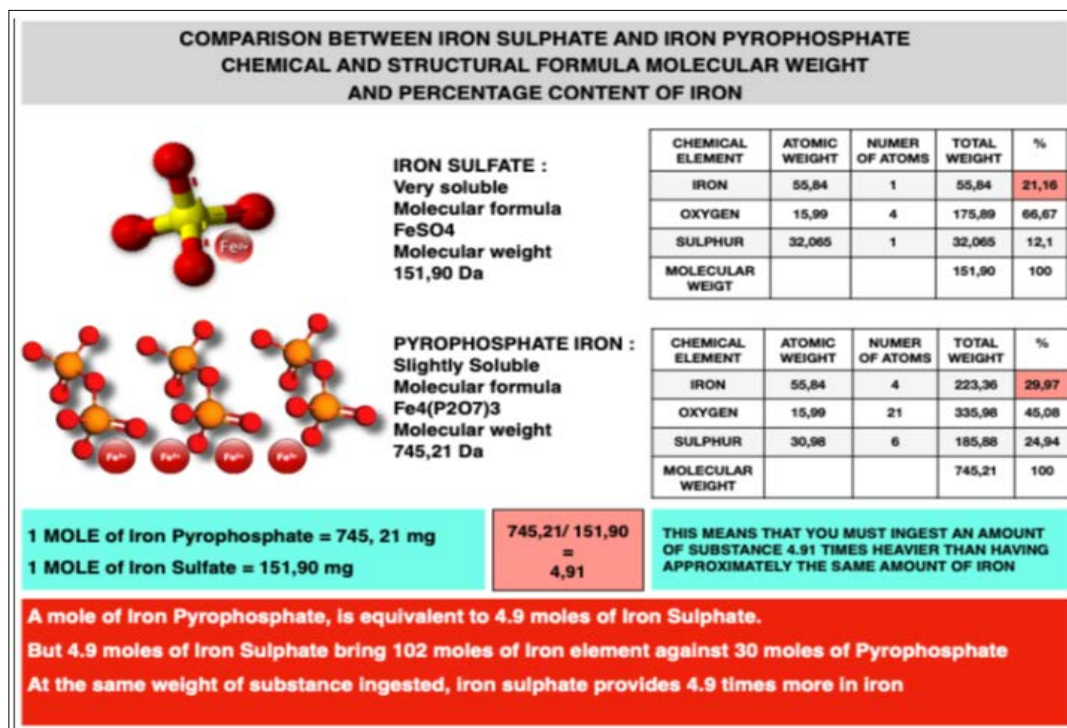 COMPARISON BETWEEN IRON SULPHATE AND IRON PYROPHOSPHATE
CHEMICAL AND STRUCTURAL FORMULA MOLECULAR WEIGHT
AND PERCENTAGE CONTENT OF IRON
IRON SULFATE :
Very soluble
Molecular formula
FeSO4
Molecular weight
151,90 Da
Fe²⁺
CHEMICAL ELEMENT ATOMIC WEIGHT NUMER OF ATOMS TOTAL WEIGHT %
IRON 55,84 1 55,84 21,16
OXYGEN 15,99 4 175,89 66,67
SULPHUR 32,065 1 32,065 12,1
MOLECULAR WEIGT 151,90 100
PYROPHOSPHATE IRON :
Slightly Soluble
Molecular formula
Fe4(P2O7)3
Molecular weight
745,21 Da
Fe³⁺ Fe³⁺ Fe³⁺ Fe³⁺
CHEMICAL ELEMENT ATOMIC WEIGHT NUMER OF ATOMS TOTAL WEIGHT %
IRON 55,84 4 223,36 29,97
OXYGEN 15,99 21 335,98 45,08
SULPHUR 30,98 6 185,88 24,94
MOLECULAR WEIGHT 745,21 100
1 MOLE of Iron Pyrophosphate = 745, 21 mg
1 MOLE of Iron Sulfate = 151,90 mg
745,21/ 151,90
=
4,91
THIS MEANS THAT YOU MUST INGEST AN AMOUNT
OF SUBSTANCE 4.91 TIMES HEAVIER THAN HAVING
APPROXIMATELY THE SAME AMOUNT OF IRON
A mole of Iron Pyrophosphate, is equivalent to 4.9 moles of Iron Sulphate.
But 4.9 moles of Iron Sulphate bring 102 moles of Iron element against 30 moles of Pyrophosphate
At the same weight of substance ingested, iron sulphate provides 4.9 times more in iron